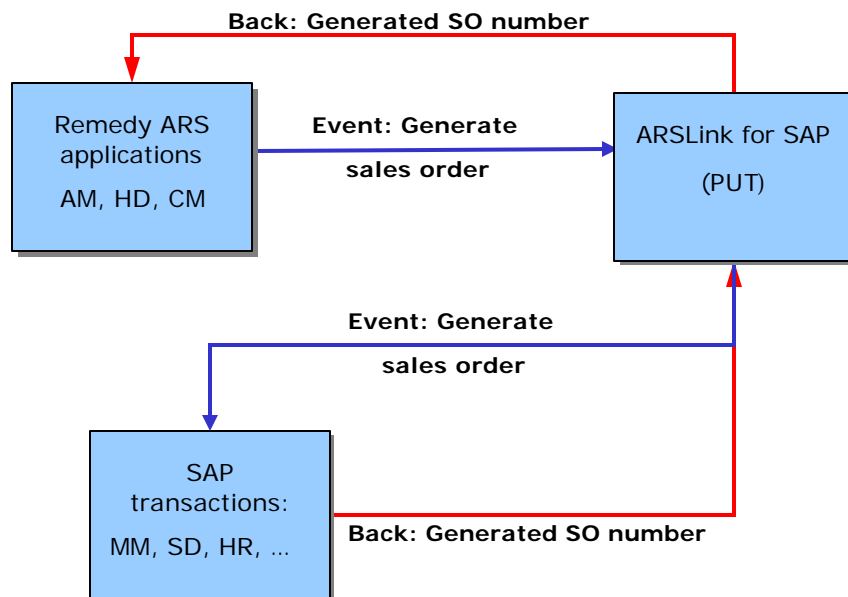 Back: Generated SO number
Remedy ARS
applications
AM, HD, CM
Event: Generate
sales order
ARSLink for SAP
(PUT)
Event: Generate
sales order
SAP
transactions:
MM, SD, HR, ...
Back: Generated SO number